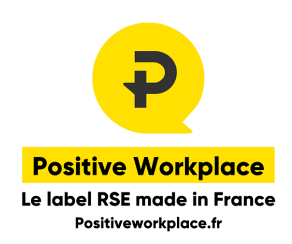 P
Positive Workplace
Le label RSE made in France
Positiveworkplace.fr